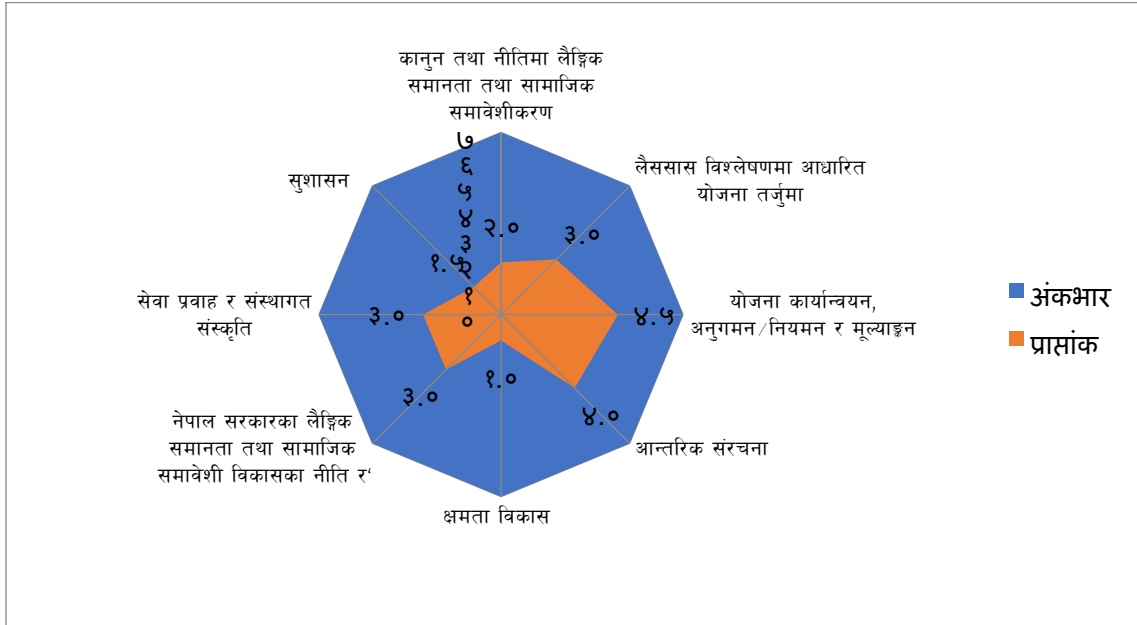 कानुन तथा नीतिमा लैङ्गिक
समानता तथा सामाजिक
समावेशीकरण
लैससास विश्लेषणमा आधारित
योजना तर्जुमा
योजना कार्यान्वयन,
अनुगमन/नियमन र मूल्याङ्कन
आन्तरिक संरचना
क्षमता विकास
नेपाल सरकारका लैङ्गिक
समानता तथा सामाजिक
समावेशी विकासका नीति र‘
सेवा प्रवाह र संस्थागत
संस्कृति
सुशासन
७
६
५
४
३
२
१
०
२.०
३.०
४.५
४.०
१.०
३.०
३.०
१.५
अंकभार
प्राप्तांक